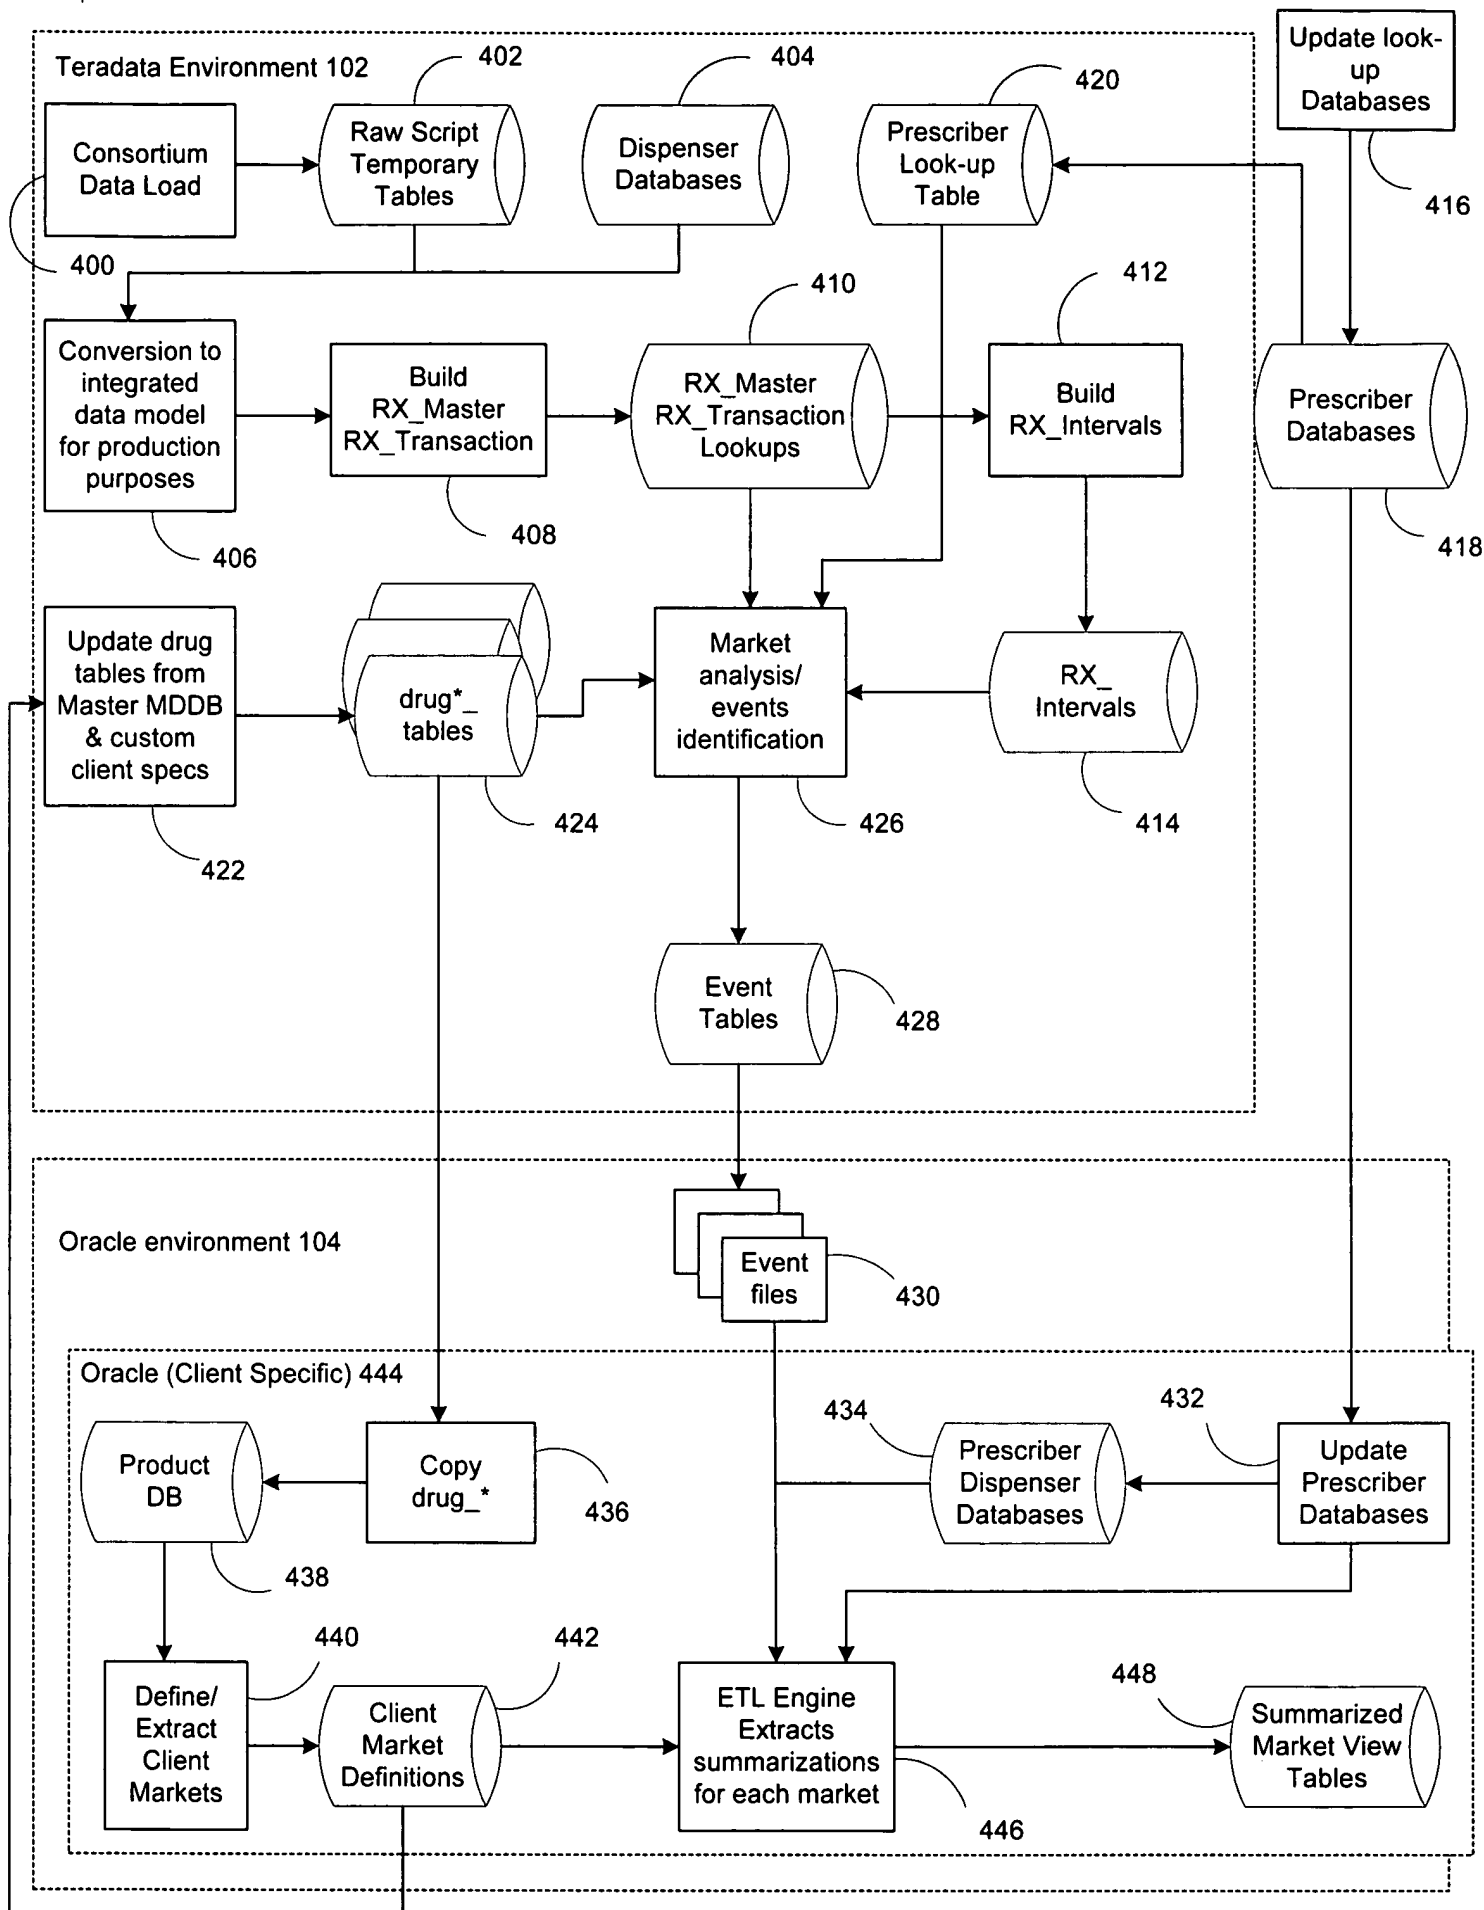 Update look-
up
Databases
416
Teradata Environment 102
402
404
420
Consortium
Data Load
400
Raw Script
Temporary
Tables
Dispenser
Databases
Prescriber
Look-up
Table
410
412
Conversion to
integrated
data model
for production
purposes
406
Build
RX_Master
RX_Transaction
408
RX_Master
RX_Transaction
Lookups
Build
RX_Intervals
Prescriber
Databases
418
Update drug
tables from
Master MDDB
& custom
client specs
422
drug*_
tables
424
Market
analysis/
events
identification
426
RX_
Intervals
414
Event
Tables
428
Oracle environment 104
Event
files
430
Oracle (Client Specific) 444
Product
DB
438
Copy
drug_*
436
434
Prescriber
Dispenser
Databases
432
Update
Prescriber
Databases
440
Define/
Extract
Client
Markets
442
Client
Market
Definitions
ETL Engine
Extracts
summarizations
for each market
446
448
Summarized
Market View
Tables